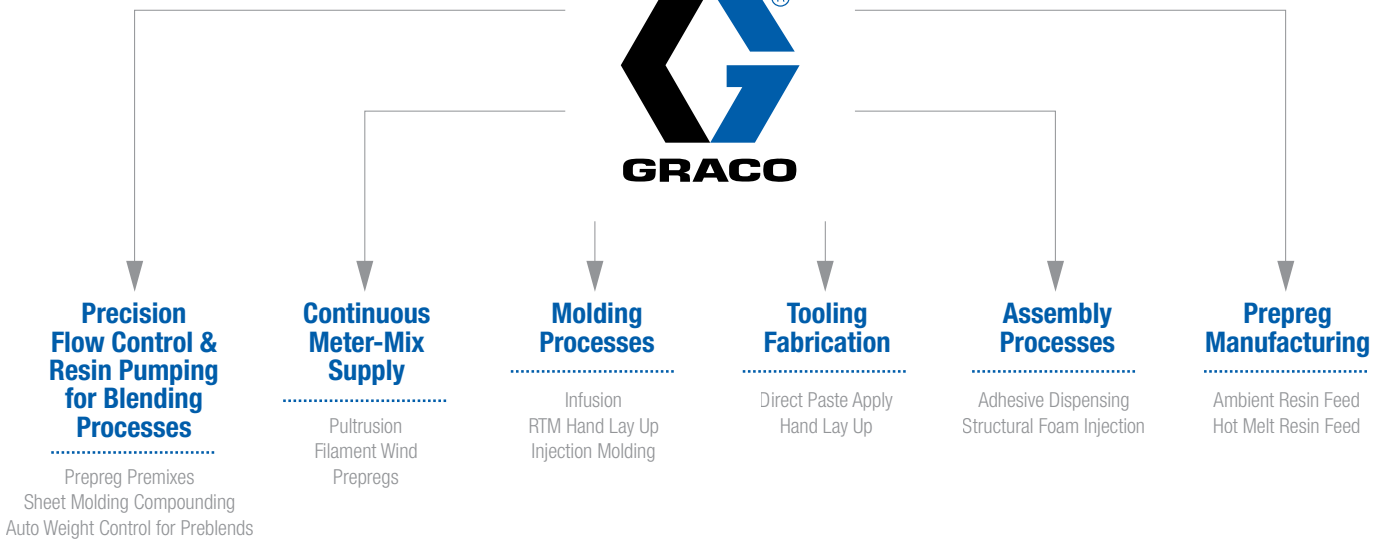 ®
GRACO
Precision
Flow Control &
Resin Pumping
for Blending
Processes
Prepreg Premixes
Sheet Molding Compounding
Auto Weight Control for Preblends
Continuous
Meter-Mix
Supply
Pultrusion
Filament Wind
Prepregs
Molding
Processes
Infusion
RTM Hand Lay Up
Injection Molding
Tooling
Fabrication
Direct Paste Apply
Hand Lay Up
Assembly
Processes
Adhesive Dispensing
Structural Foam Injection
Prepreg
Manufacturing
Ambient Resin Feed
Hot Melt Resin Feed